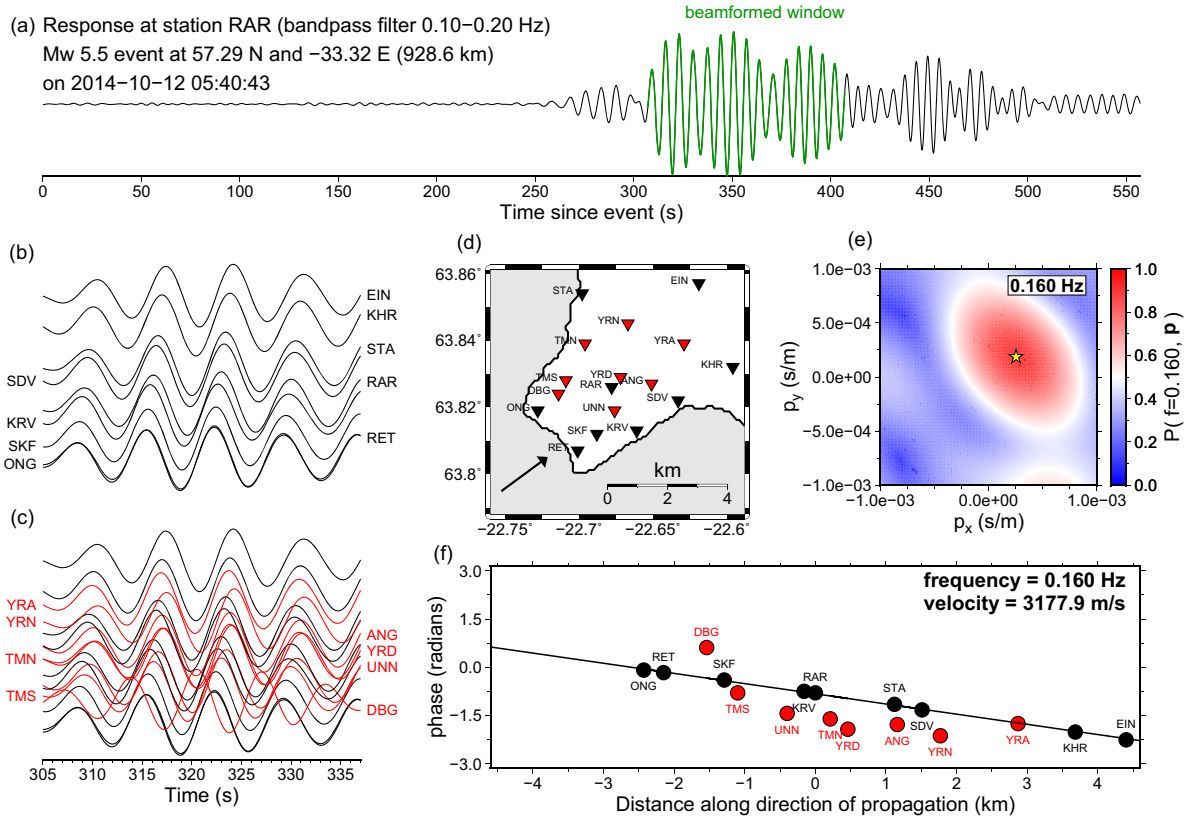 beamformed window
(a) Response at station RAR (bandpass filter 0.10−0.20 Hz)
Mw 5.5 event at 57.29 N and −33.32 E (928.6 km)
on 2014−10−12 05:40:43
0 50 100 150 200 250 300 350 400 450 500 550
Time since event (s)
(b)
EIN
KHR
STA
SDV
RAR
KRV
RET
SKF
ONG
(c)
YRA
YRN
ANG
YRD
TMN
UNN
TMS
DBG
305 310 315 320 325 330 335
Time (s)
(d)
63.86˚
63.84˚
63.82˚
63.8˚
STA
EIN
YRN
TMN
YRA
KHR
TMS
YRD
ANG
DBG
RAR
SDV
ONG
UNN
SKF
KRV
RET
km
0 2 4
−22.75˚ −22.7˚ −22.65˚ −22.6˚
(e)
0.160 Hz
1.0e−03
5.0e−04
0.0e+00
−5.0e−04
−1.0e−03
p_y (s/m)
−1.0e−03 0.0e+00 1.0e−03
p_x (s/m)
1.0
0.8
0.6
0.4
0.2
0.0
P( f=0.160, p)
(f)
frequency = 0.160 Hz
velocity = 3177.9 m/s
3.0
1.5
0.0
−1.5
−3.0
phase (radians)
DBG
RET
ONG
SKF
TMS
RAR
KRV
UNN
TMN
YRD
STA
SDV
ANG
YRN
YRA
KHR
EIN
−4 −3 −2 −1 0 1 2 3 4
Distance along direction of propagation (km)